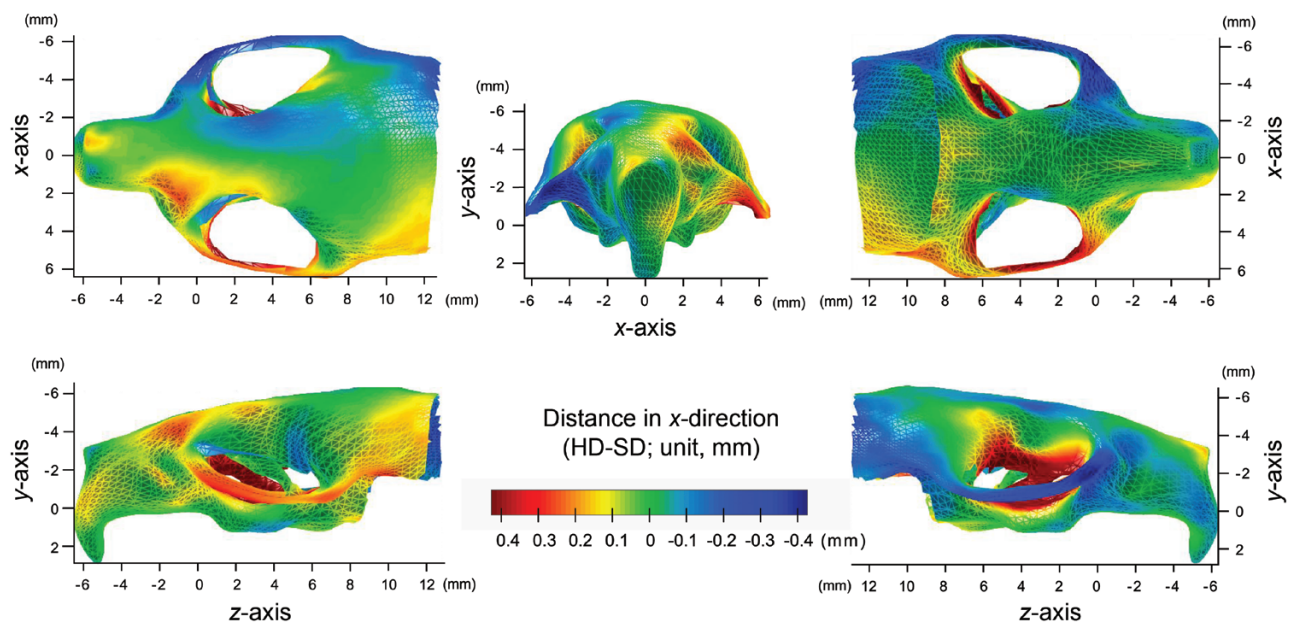 (mm)
-6
-4
-2
0
2
4
6
x-axis
-6 -4 -2 0 2 4 6 8 10 12 (mm)
(mm)
-6
-4
-2
0
2
y-axis
-6 -4 -2 0 2 4 6 (mm)
x-axis
(mm)
-6
-4
-2
0
2
4
6
x-axis
12 10 8 6 4 2 0 -2 -4 -6
(mm)
-6
-4
-2
0
2
y-axis
-6 -4 -2 0 2 4 6 8 10 12 (mm)
z-axis
Distance in x-direction
(HD-SD; unit, mm)
0.4 0.3 0.2 0.1 0 -0.1 -0.2 -0.3 -0.4 (mm)
(mm)
-6
-4
-2
0
2
y-axis
(mm) 12 10 8 6 4 2 0 -2 -4 -6
z-axis